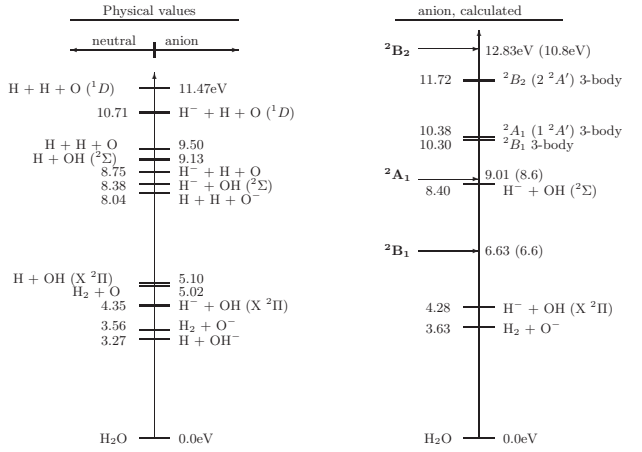 Physical values
neutral anion
H + H + O (¹D) 11.47eV
10.71 H⁻ + H + O (¹D)
H + H + O 9.50
H + OH (²Σ) 9.13
8.75 H⁻ + H + O
8.38 H⁻ + OH (²Σ)
8.04 H + H + O⁻
H + OH (X ²Π) 5.10
H₂ + O 5.02
4.35 H⁻ + OH (X ²Π)
3.56 H₂ + O⁻
3.27 H + OH⁻
H₂O 0.0eV
anion, calculated
²B₂ 12.83eV (10.8eV)
11.72 ²B₂ (2 ²A′) 3-body
10.38 ²A₁ (1 ²A′) 3-body
10.30 ²B₁ 3-body
²A₁ 9.01 (8.6)
8.40 H⁻ + OH (²Σ)
²B₁ 6.63 (6.6)
4.28 H⁻ + OH (X ²Π)
3.63 H₂ + O⁻
H₂O 0.0eV